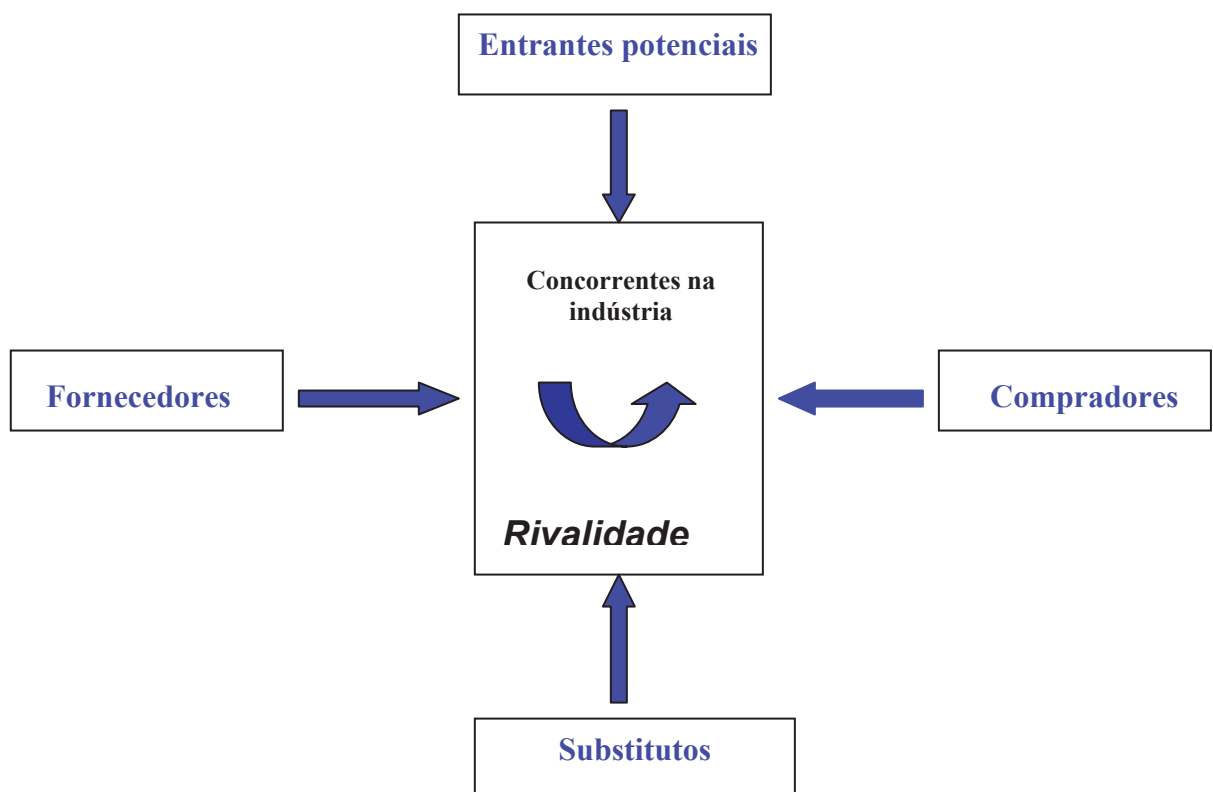 Entrantes potenciais
Concorrentes na
indústria
Fornecedores
Compradores
Rivalidade
Substitutos